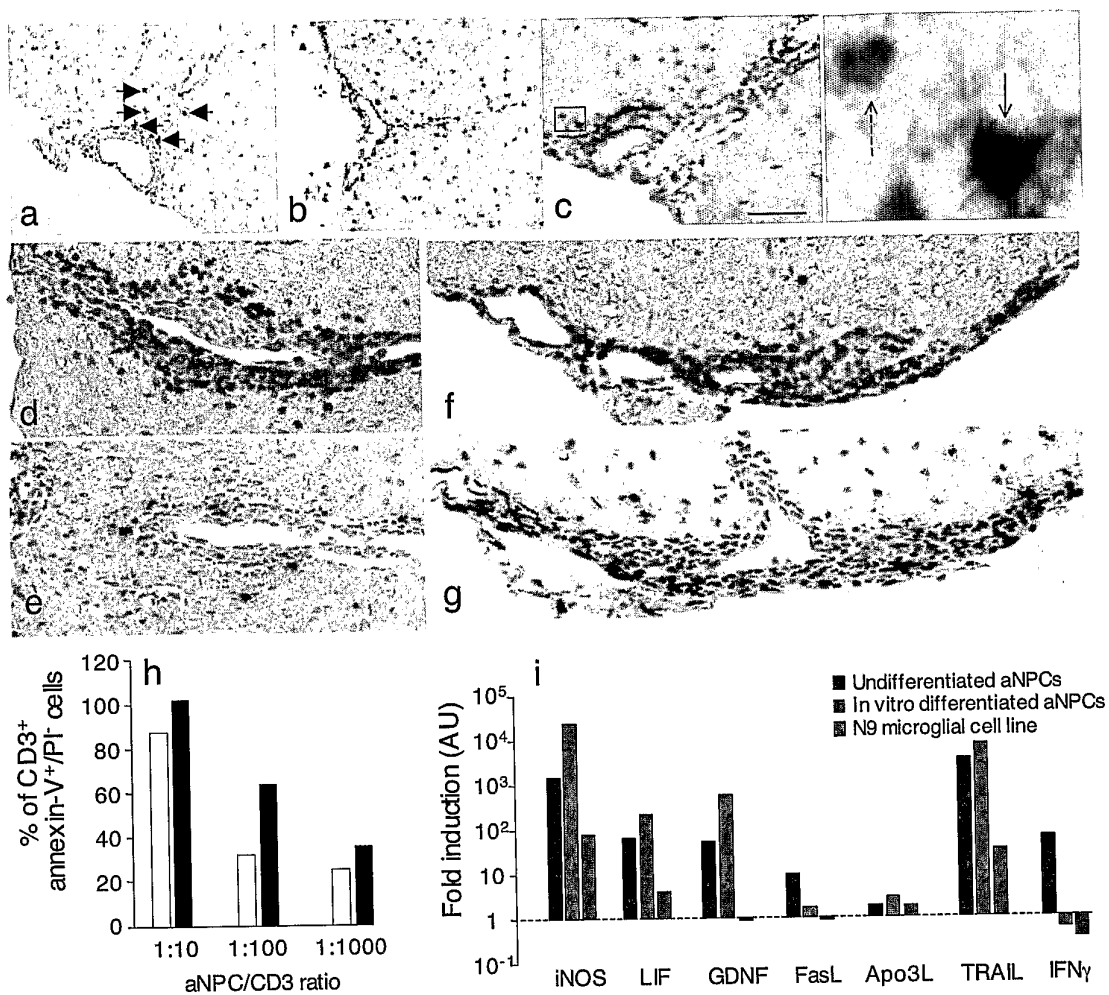 a
b
c
d
f
e
g
h
120
100
80
60
40
20
0
% of CD3+
annexin-V+/PI- cells
1:10
1:100
1:1000
aNPC/CD3 ratio
i
Undifferentiated aNPCs
In vitro differentiated aNPCs
N9 microglial cell line
Fold induction (AU)
10^5
10^4
10^3
10^2
10
1
10^-1
iNOS
LIF
GDNF
FasL
Apo3L
TRAIL
IFNγ